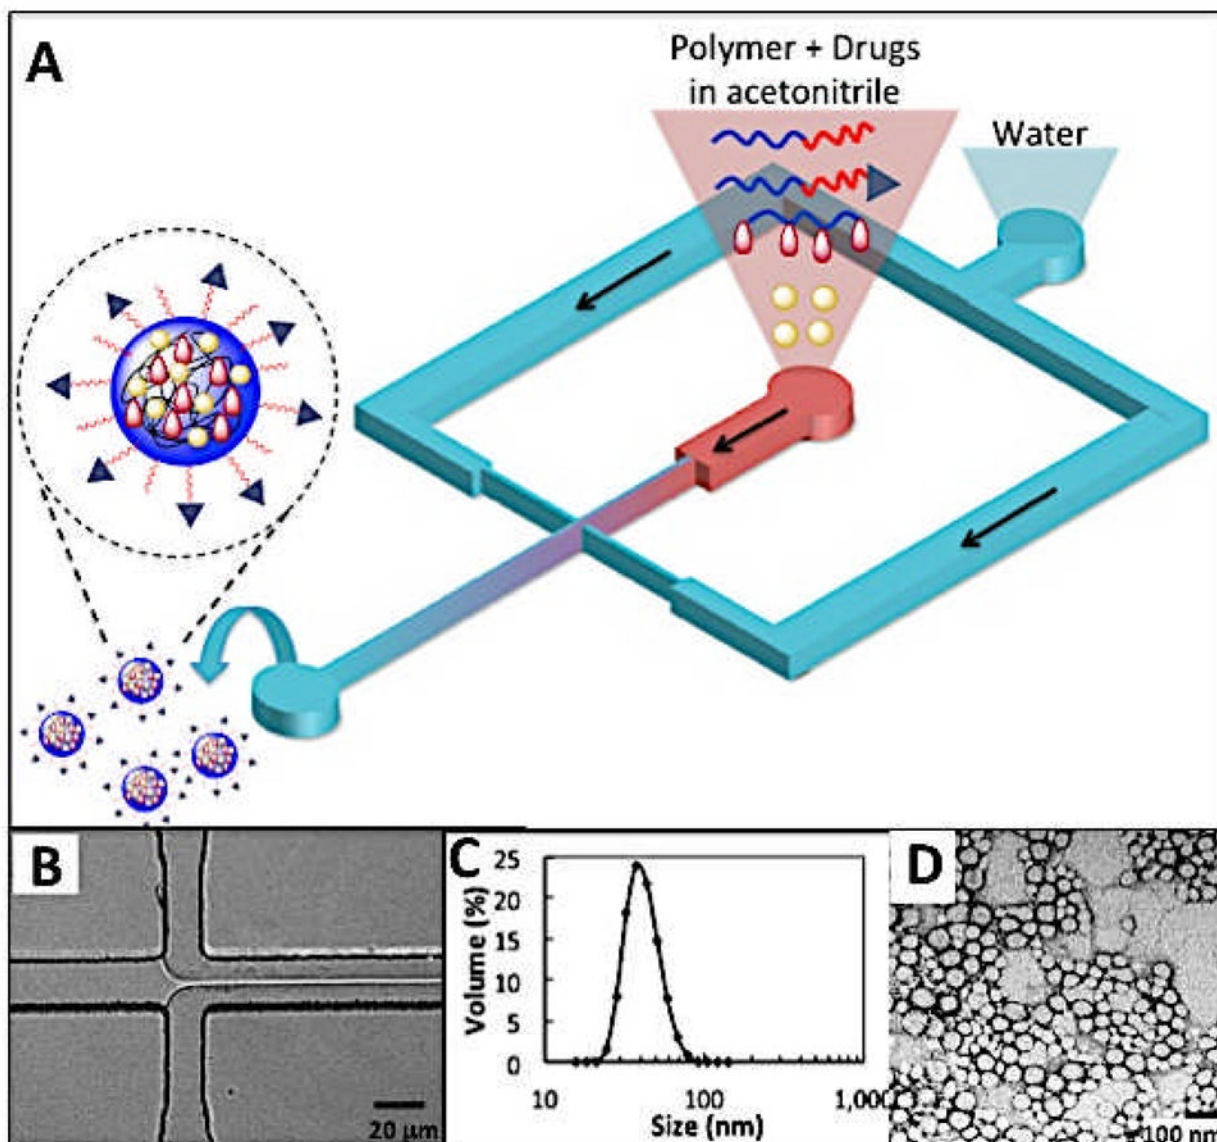 A
Polymer + Drugs
in acetonitrile
Water
B
20 µm
C
Volume (%)
25
20
15
10
5
0
10
100
1,000
Size (nm)
D
100 nm